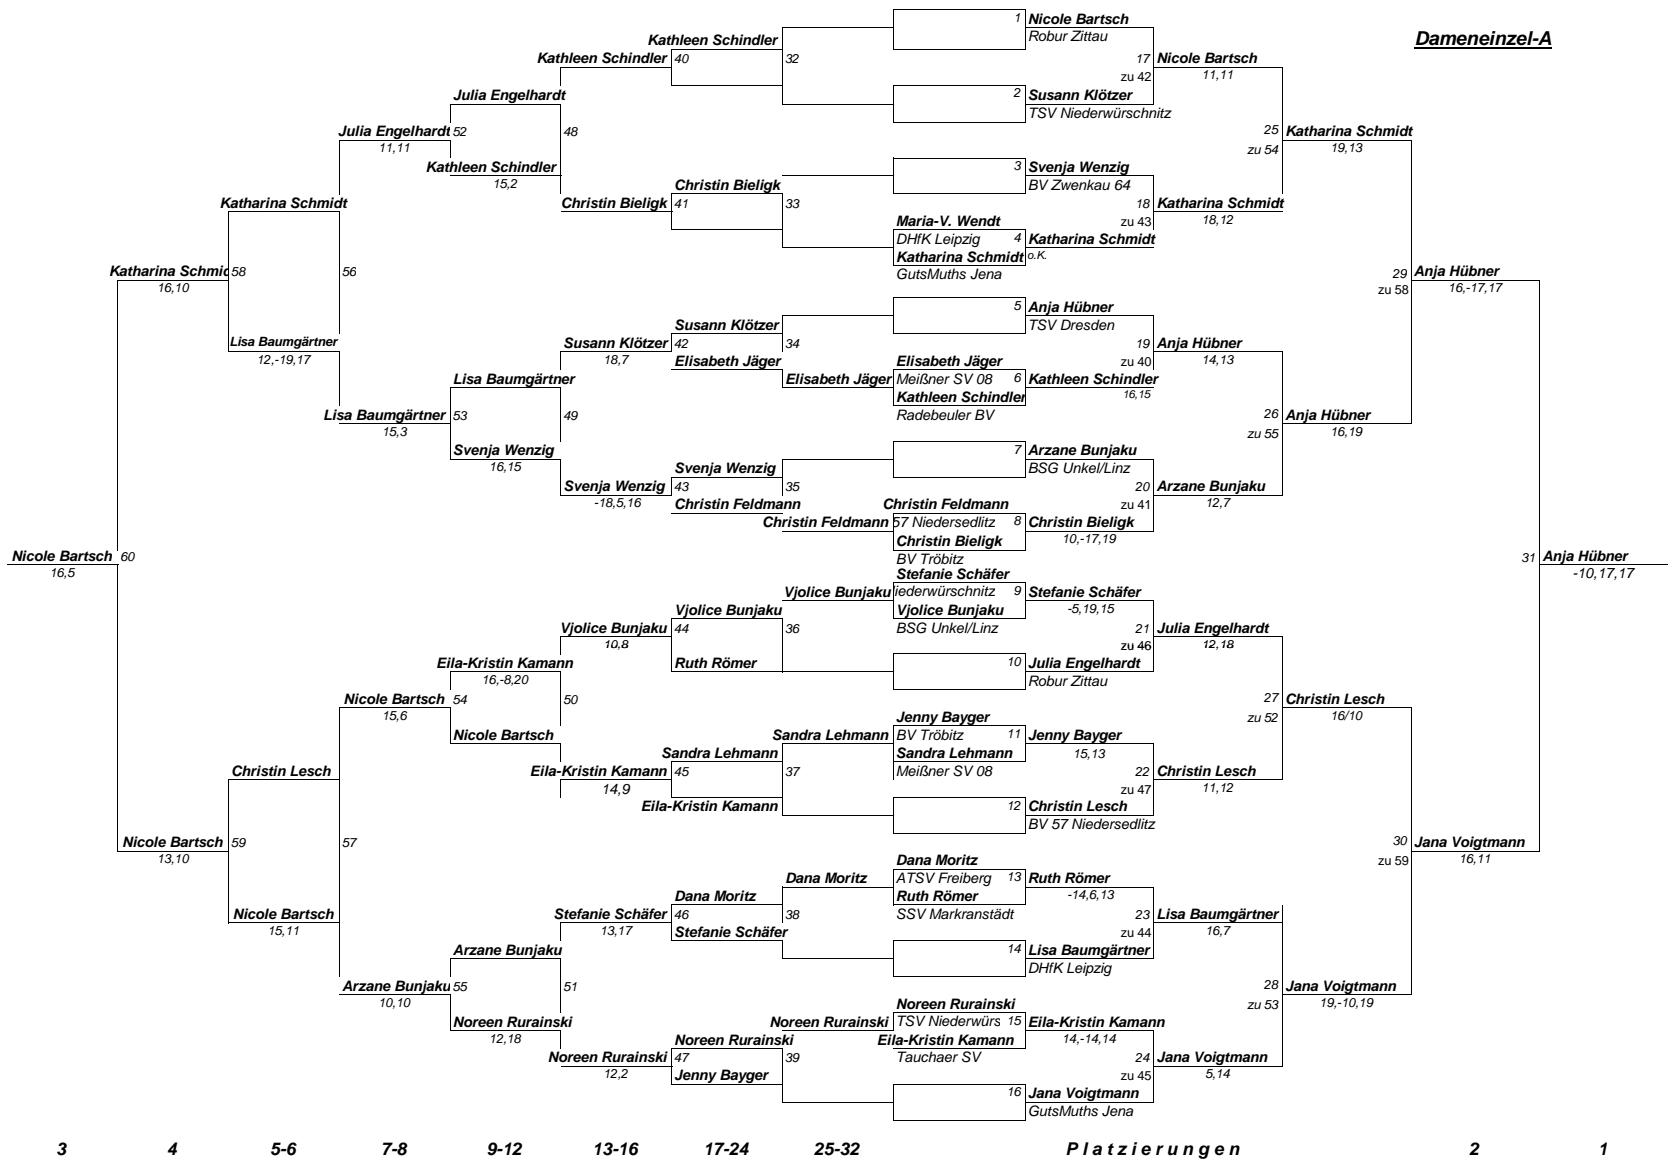 1 Nicole Bartsch
Robur Zittau
Dameneinzel-A
Kathleen Schindler
Kathleen Schindler 40 32 17 Nicole Bartsch
zu 42 11,11
Julia Engelhardt 2 Susann Klötzer
TSV Niederwürschnitz
Julia Engelhardt 52 48 25 Katharina Schmidt
11,11 zu 54 19,13
Kathleen Schindler 3 Svenja Wenzig
15,2 Christin Bieligk BV Zwenkau 64
Katharina Schmidt Christin Bieligk 41 33 18 Katharina Schmidt
Maria-V. Wendt zu 43 18,12
DHfK Leipzig 4 Katharina Schmidt
Katharina Schmidt o.K.
Katharina Schmid 58 56 GutsMuths Jena 29 Anja Hübner
16,10 zu 58 16,-17,17
5 Anja Hübner
Susann Klötzer TSV Dresden
Lisa Baumgärtner Susann Klötzer 42 34 19 Anja Hübner
12,-19,17 18,7 Elisabeth Jäger Elisabeth Jäger zu 40 14,13
Lisa Baumgärtner Elisabeth Jäger Meißner SV 08 6 Kathleen Schindler
Kathleen Schindler 16,15
Lisa Baumgärtner 53 49 Radebeuler BV 26 Anja Hübner
15,3 zu 55 16,19
Svenja Wenzig 7 Arzane Bunjaku
16,15 Svenja Wenzig BSG Unkel/Linz
Svenja Wenzig 43 35 20 Arzane Bunjaku
-18,5,16 Christin Feldmann Christin Feldmann zu 41 12,7
Christin Feldmann 57 Niedersedlitz 8 Christin Bieligk
Christin Bieligk 10,-17,19
Nicole Bartsch 60 BV Tröbitz 31 Anja Hübner
16,5 Stefanie Schäfer -10,17,17
Vjolice Bunjaku iederwürschnitz 9 Stefanie Schäfer
Vjolice Bunjaku Vjolice Bunjaku -5,19,15
Vjolice Bunjaku 44 36 BSG Unkel/Linz 21 Julia Engelhardt
10,8 zu 46 12,18
Eila-Kristin Kamann Ruth Römer 10 Julia Engelhardt
16,-8,20 Robur Zittau
Nicole Bartsch 54 50 27 Christin Lesch
15,6 Jenny Bayger zu 52 16/10
Nicole Bartsch Sandra Lehmann BV Tröbitz 11 Jenny Bayger
Sandra Lehmann Sandra Lehmann 15,13
Christin Lesch Eila-Kristin Kamann 45 37 Meißner SV 08 22 Christin Lesch
14,9 zu 47 11,12
Eila-Kristin Kamann 12 Christin Lesch
BV 57 Niedersedlitz
Nicole Bartsch 59 57 30 Jana Voigtmann
13,10 Dana Moritz zu 59 16,11
Dana Moritz ATSV Freiberg 13 Ruth Römer
Dana Moritz Ruth Römer -14,6,13
Nicole Bartsch Stefanie Schäfer 46 38 SSV Markranstädt 23 Lisa Baumgärtner
15,11 13,17 Stefanie Schäfer zu 44 16,7
Arzane Bunjaku 14 Lisa Baumgärtner
DHfK Leipzig
Arzane Bunjaku 55 51 28 Jana Voigtmann
10,10 Noreen Rurainski zu 53 19,-10,19
Noreen Rurainski Noreen Rurainski TSV Niederwürs 15 Eila-Kristin Kamann
12,18 Noreen Rurainski Eila-Kristin Kamann 14,-14,14
Noreen Rurainski 47 39 Tauchaer SV 24 Jana Voigtmann
12,2 Jenny Bayger zu 45 5,14
16 Jana Voigtmann
GutsMuths Jena
3 4 5-6 7-8 9-12 13-16 17-24 25-32 Platzierungen 2 1